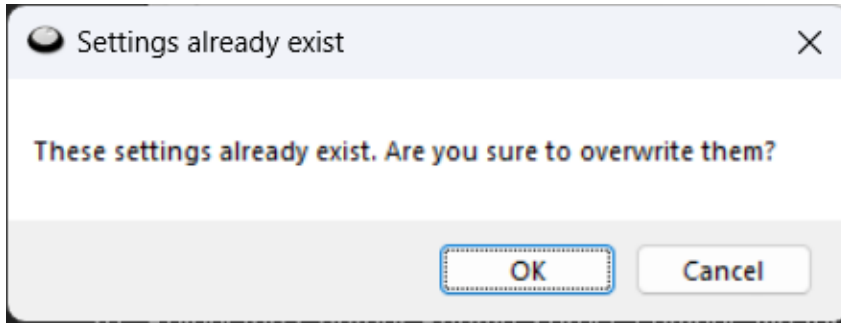 Settings already exist
These settings already exist. Are you sure to overwrite them?
OK
Cancel